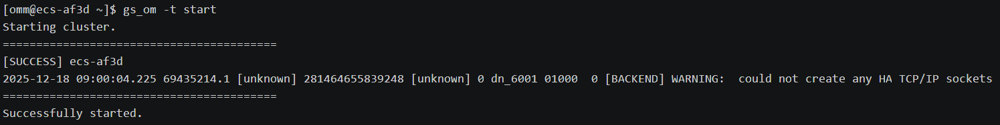 [omm@ecs-af3d ~]$ gs_om -t start
Starting cluster.
=========================================
[SUCCESS] ecs-af3d
2025-12-18 09:00:04.225 69435214.1 [unknown] 281464655839248 [unknown] 0 dn_6001 01000  0 [BACKEND] WARNING:  could not create any HA TCP/IP sockets
=========================================
Successfully started.